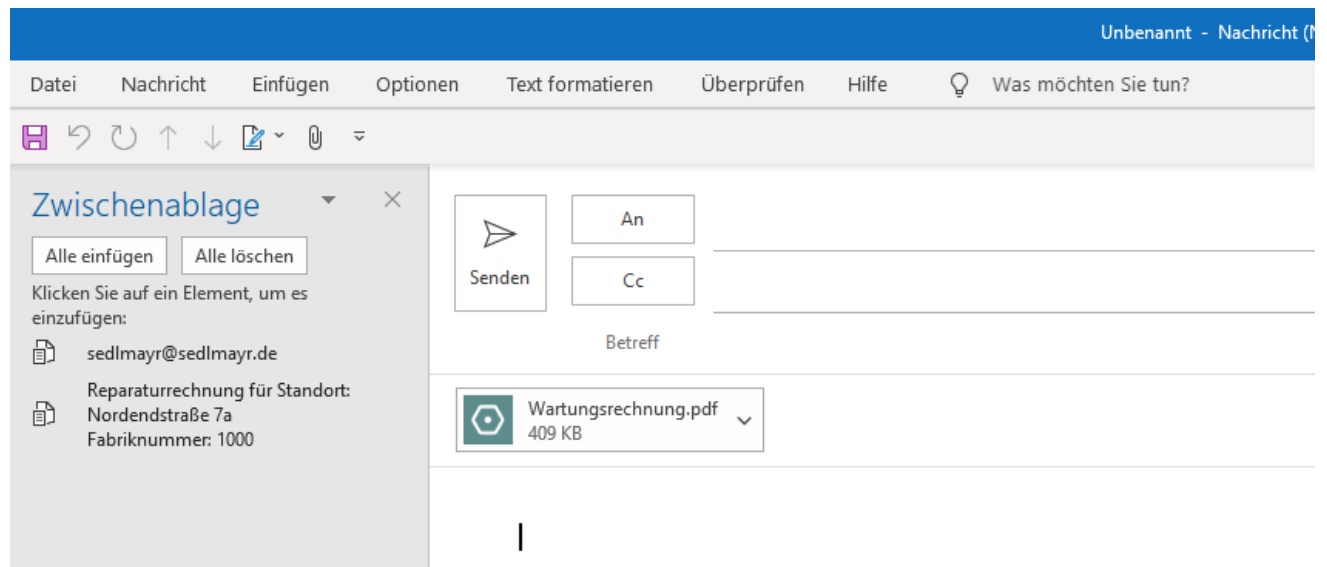 Unbenannt - Nachricht (
Datei Nachricht Einfügen Optionen Text formatieren Überprüfen Hilfe Was möchten Sie tun?
Zwischenablage
Alle einfügen Alle löschen
Klicken Sie auf ein Element, um es
einzufügen:
sedlmayr@sedlmayr.de
Reparaturrechnung für Standort:
Nordendstraße 7a
Fabriknummer: 1000
Senden
An
Cc
Betreff
Wartungsrechnung.pdf
409 KB